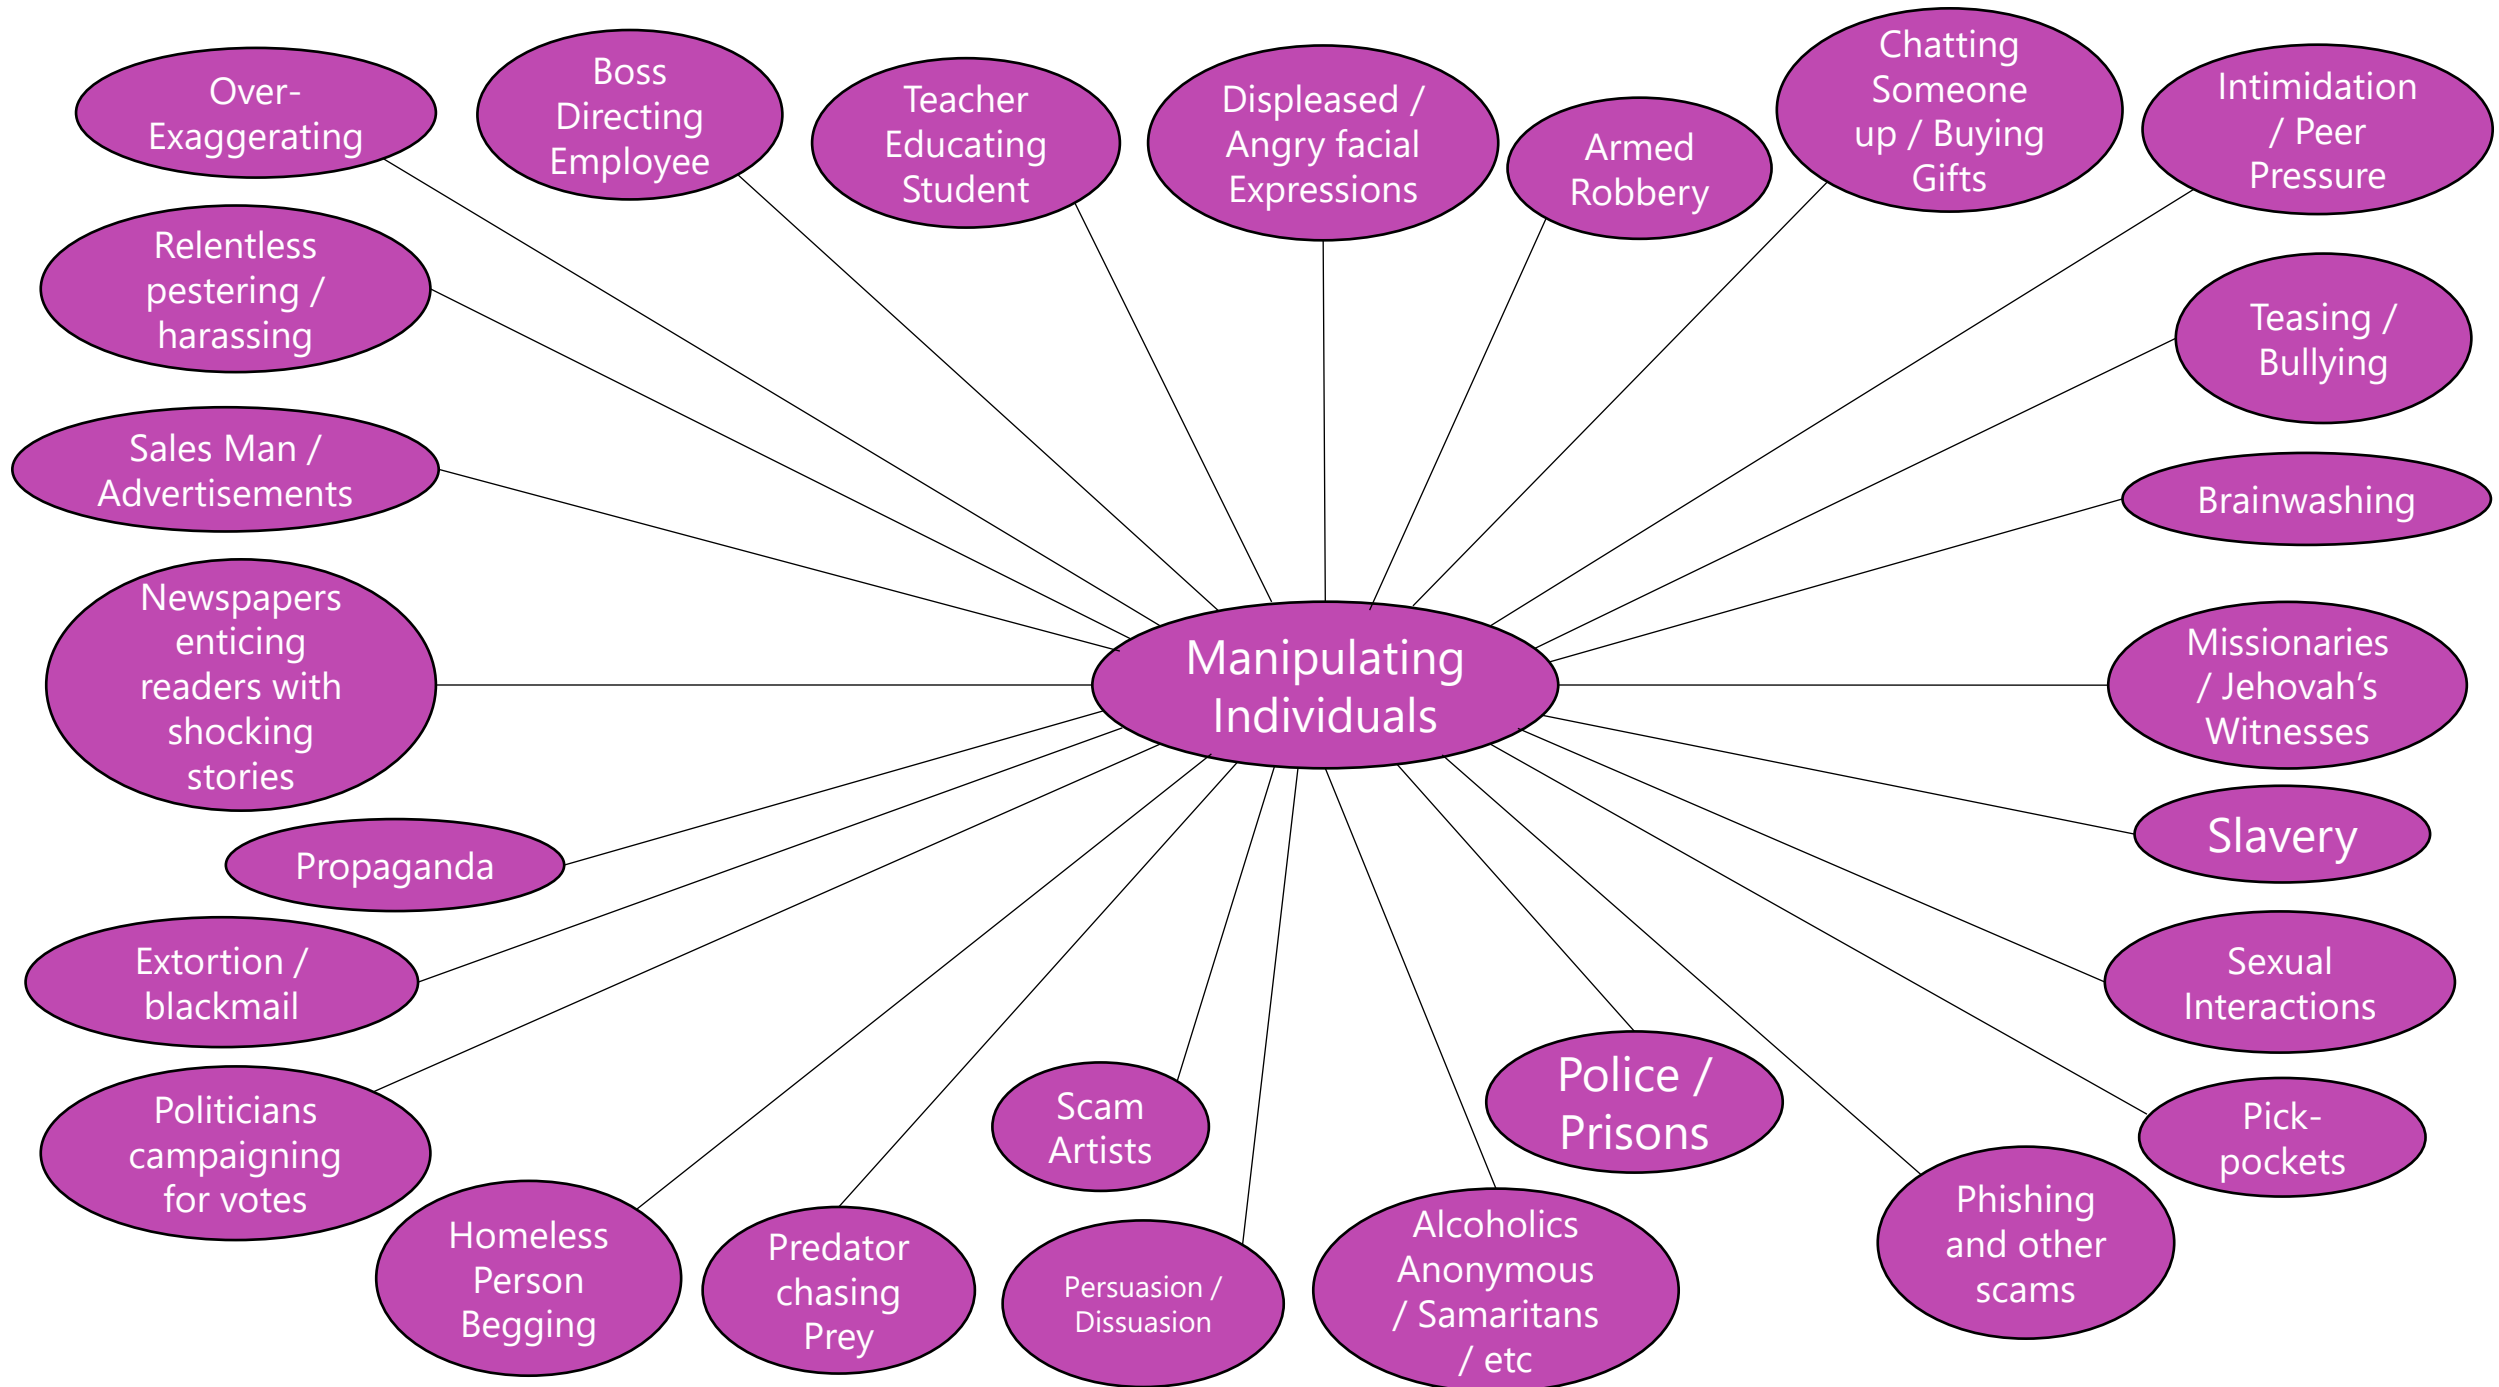 Over-
Exaggerating
Boss
Directing
Employee
Teacher
Educating
Student
Displeased /
Angry facial
Expressions
Armed
Robbery
Chatting
Someone
up / Buying
Gifts
Intimidation
/ Peer
Pressure
Relentless
pestering /
harassing
Teasing /
Bullying
Sales Man /
Advertisements
Brainwashing
Newspapers
enticing
readers with
shocking
stories
Manipulating
Individuals
Missionaries
/ Jehovah’s
Witnesses
Propaganda
Slavery
Extortion /
blackmail
Sexual
Interactions
Politicians
campaigning
for votes
Scam
Artists
Police /
Prisons
Pick-
pockets
Homeless
Person
Begging
Predator
chasing
Prey
Persuasion /
Dissuasion
Alcoholics
Anonymous
/ Samaritans
/ etc
Phishing
and other
scams